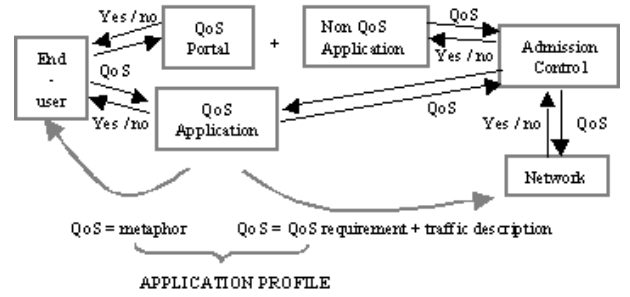 Yes / no
QoS
Portal
+
Non QoS
Application
QoS
Yes / no
Admission
Control
End
-
user
QoS
Yes / no
QoS
Application
QoS
Yes / no
QoS
Network
QoS = metaphor
QoS = QoS requirement + traffic description
APPLICATION PROFILE